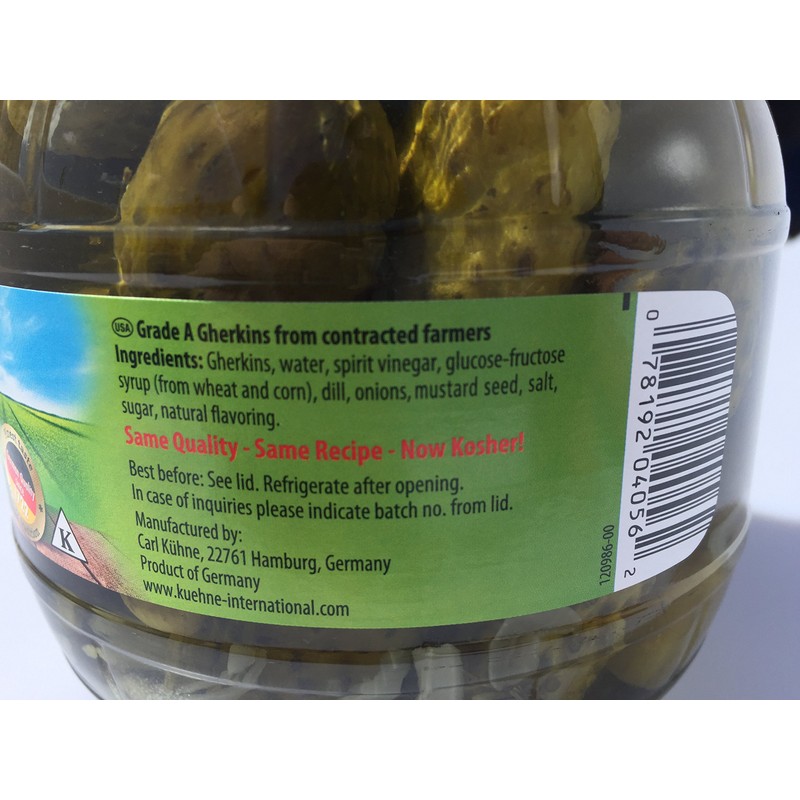 USA Grade A Gherkins from contracted farmers
Ingredients: Gherkins, water, spirit vinegar, glucose-fructose
syrup (from wheat and corn), dill, onions, mustard seed, salt,
sugar, natural flavoring.
Same Quality - Same Recipe - Now Kosher!
Best before: See lid. Refrigerate after opening.
In case of inquiries please indicate batch no. from lid.
Manufactured by:
Carl Kühne, 22761 Hamburg, Germany
Product of Germany
www.kuehne-international.com
K
120986-00
0 78192 04056 2